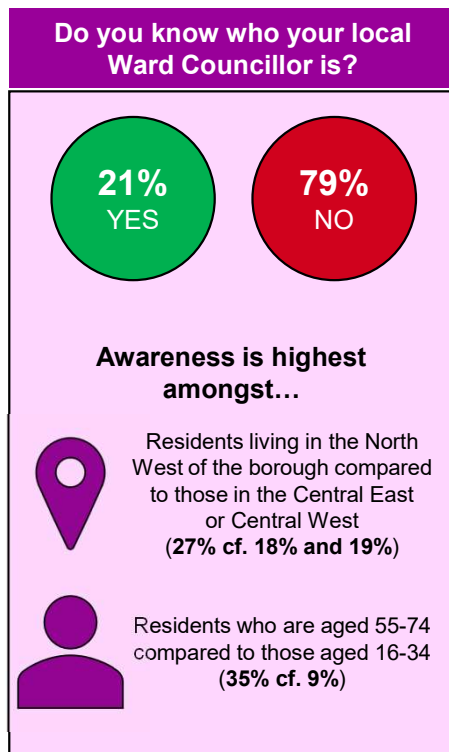 Do you know who your local
Ward Councillor is?
21%
YES
79%
NO
Awareness is highest
amongst…
Residents living in the North
West of the borough compared
to those in the Central East
or Central West
(27% cf. 18% and 19%)
Residents who are aged 55-74
compared to those aged 16-34
(35% cf. 9%)